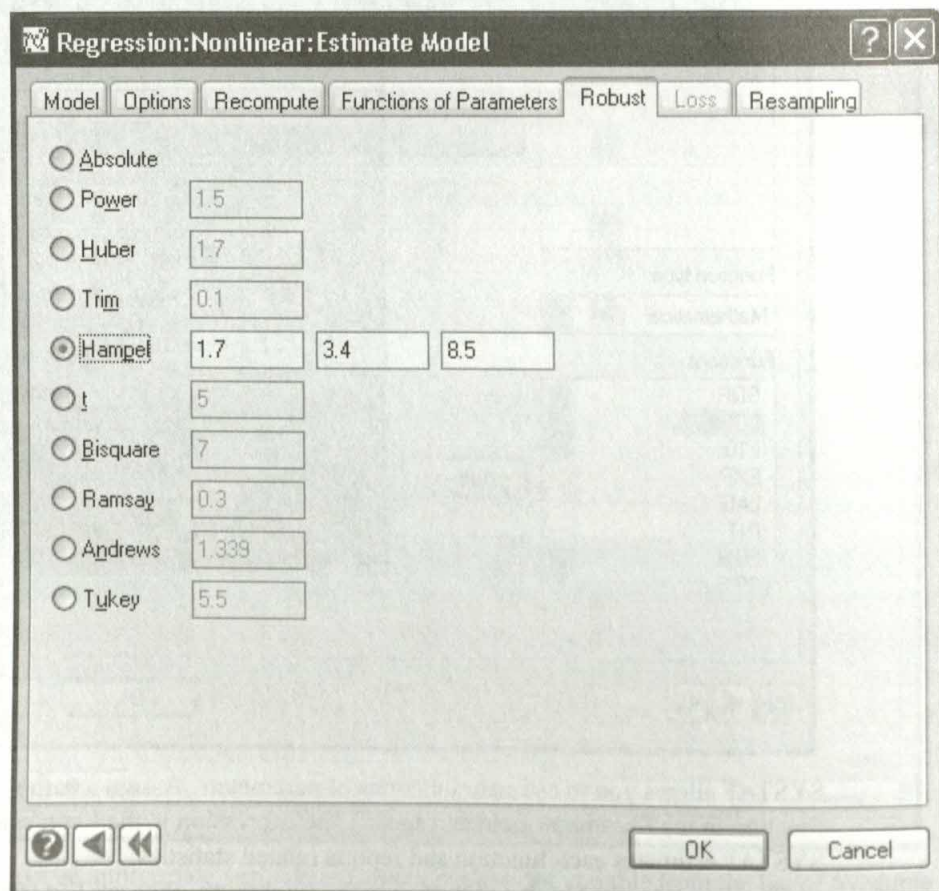 Regression:Nonlinear:Estimate Model
Model Options Recompute Functions of Parameters Robust Loss Resampling
Absolute
Power 1.5
Huber 1.7
Trim 0.1
Hampel 1.7 3.4 8.5
t 5
Bisquare 7
Ramsay 0.3
Andrews 1.339
Tukey 5.5
OK Cancel